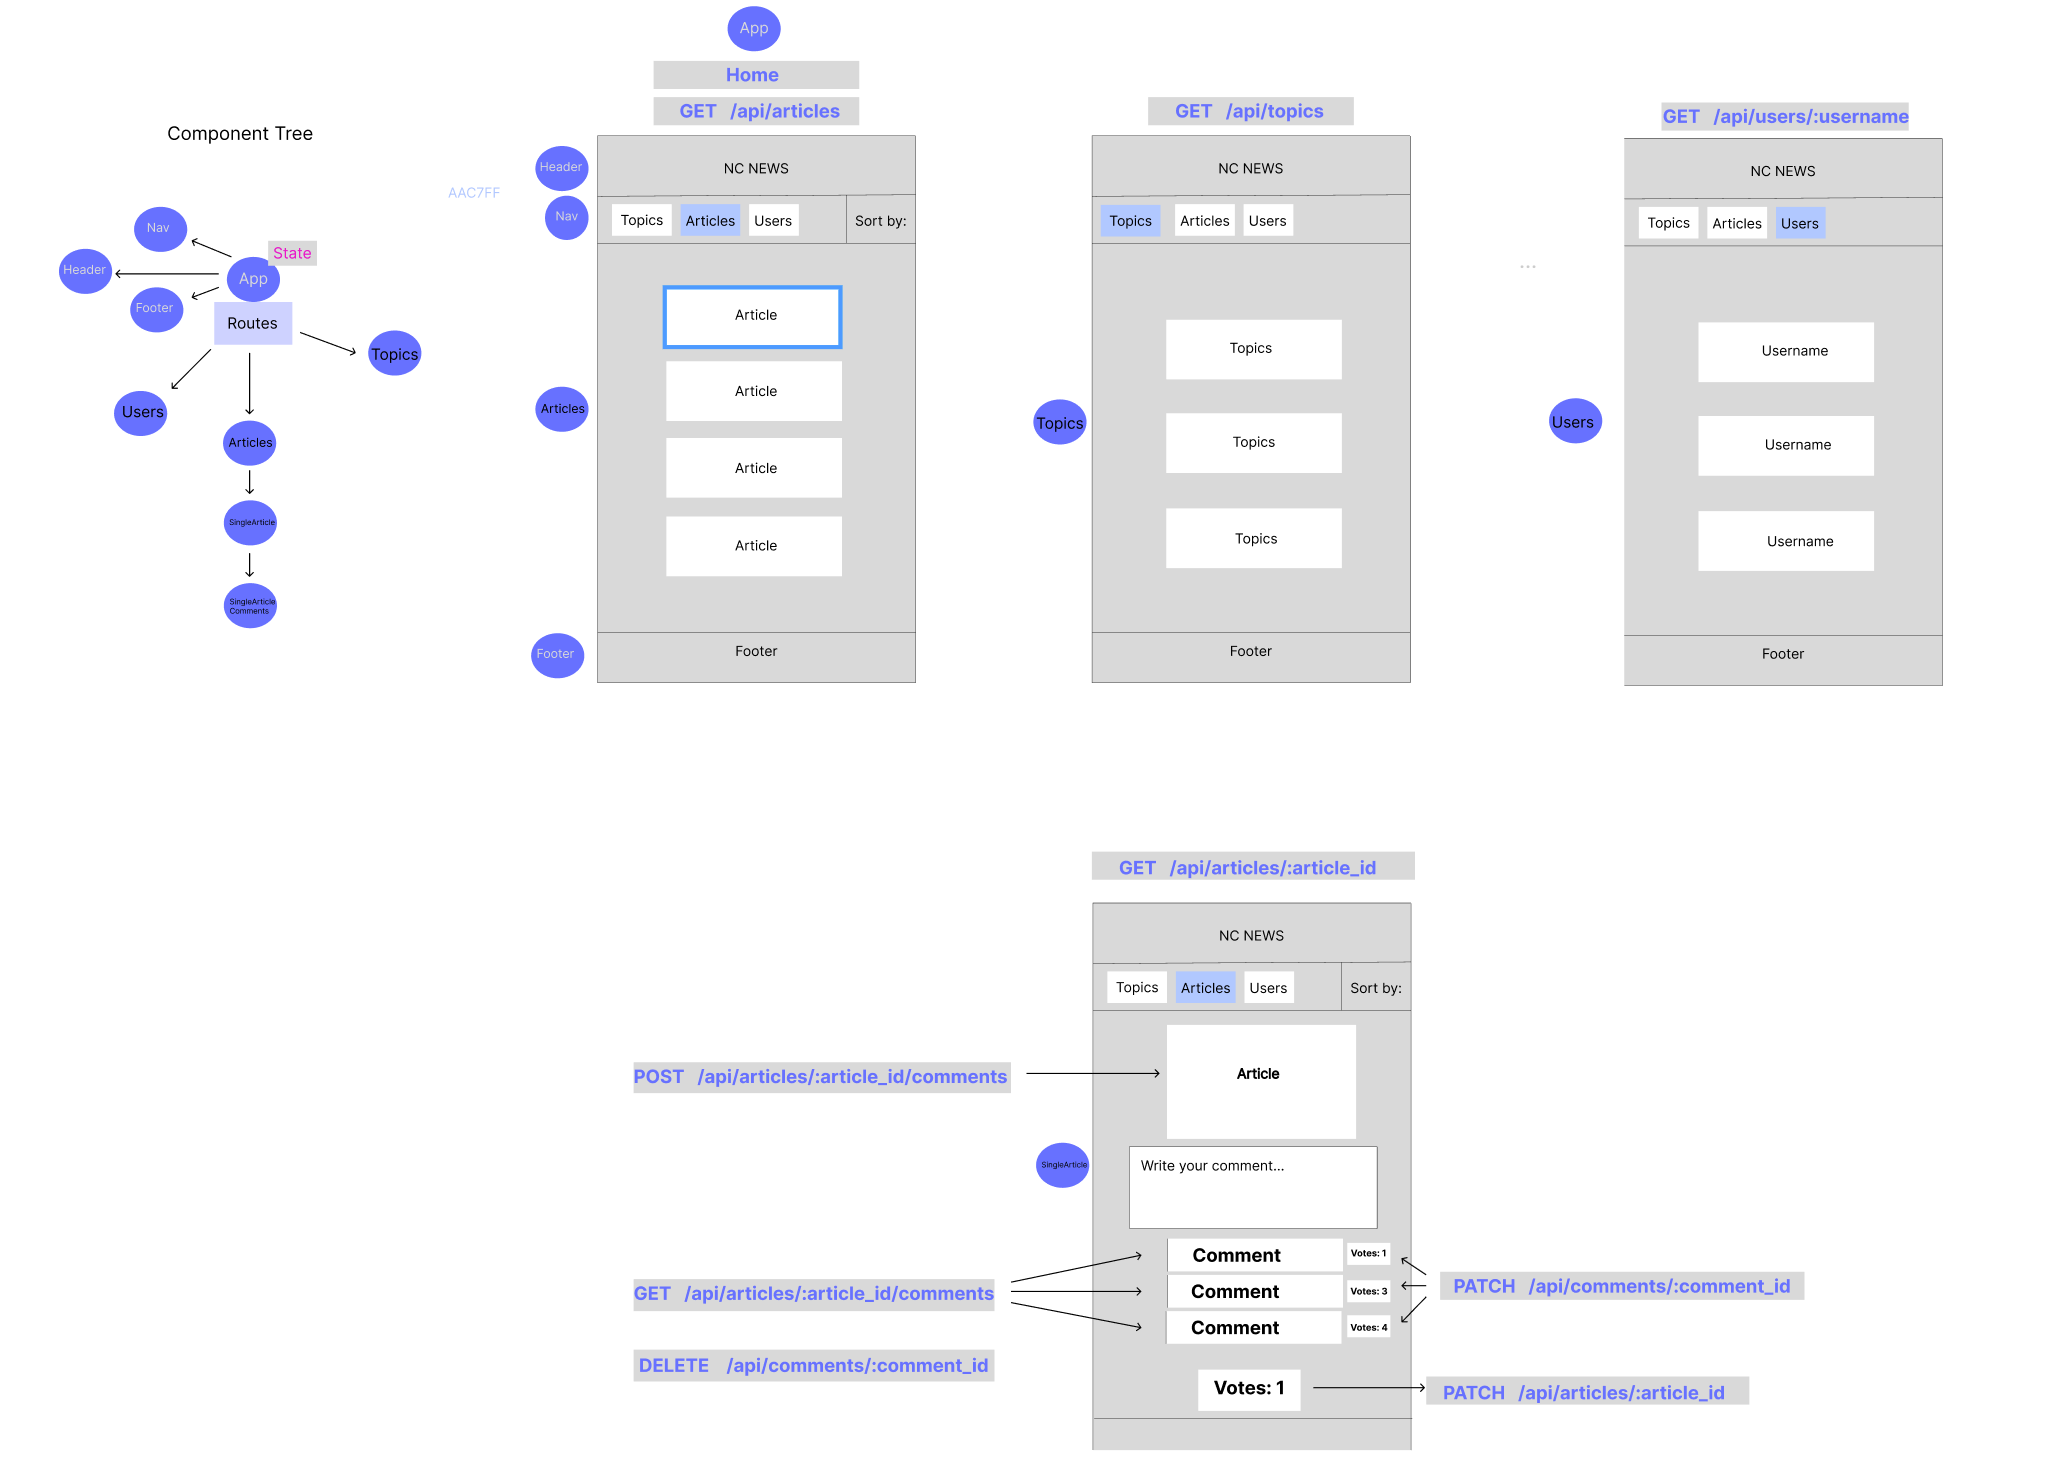 App
Home
GET /api/articles
Component Tree
AAC7FF
Nav
Header
State
App
Footer
Routes
Topics
Users
Articles
SingleArticle
SingleArticle
Comments
Header
Nav
Articles
Footer
NC NEWS
Topics Articles Users Sort by:
Article
Article
Article
Article
Footer
GET /api/topics
NC NEWS
Topics Articles Users
Topics
Topics
Topics
Topics
Footer
...
GET /api/users/:username
NC NEWS
Topics Articles Users
Users
Username
Username
Username
Footer
GET /api/articles/:article_id
NC NEWS
Topics Articles Users Sort by:
POST /api/articles/:article_id/comments
Article
SingleArticle
Write your comment...
Comment Votes: 1
Comment Votes: 3
Comment Votes: 4
GET /api/articles/:article_id/comments
PATCH /api/comments/:comment_id
DELETE /api/comments/:comment_id
Votes: 1
PATCH /api/articles/:article_id